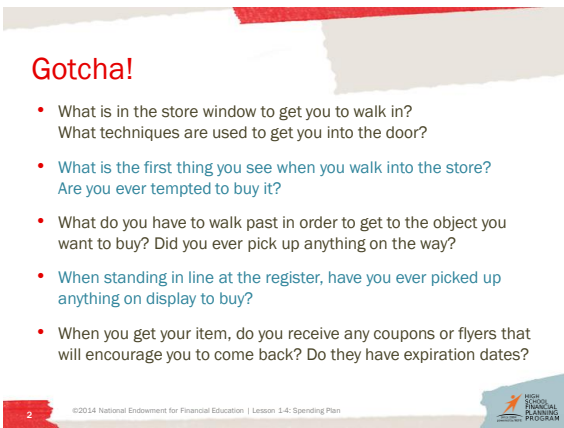 Gotcha!
• What is in the store window to get you to walk in?
What techniques are used to get you into the door?
• What is the first thing you see when you walk into the store?
Are you ever tempted to buy it?
• What do you have to walk past in order to get to the object you
want to buy? Did you ever pick up anything on the way?
• When standing in line at the register, have you ever picked up
anything on display to buy?
• When you get your item, do you receive any coupons or flyers that
will encourage you to come back? Do they have expiration dates?
2
©2014 National Endowment for Financial Education | Lesson 1-4: Spending Plan
HIGH
SCHOOL
FINANCIAL
PLANNING
PROGRAM